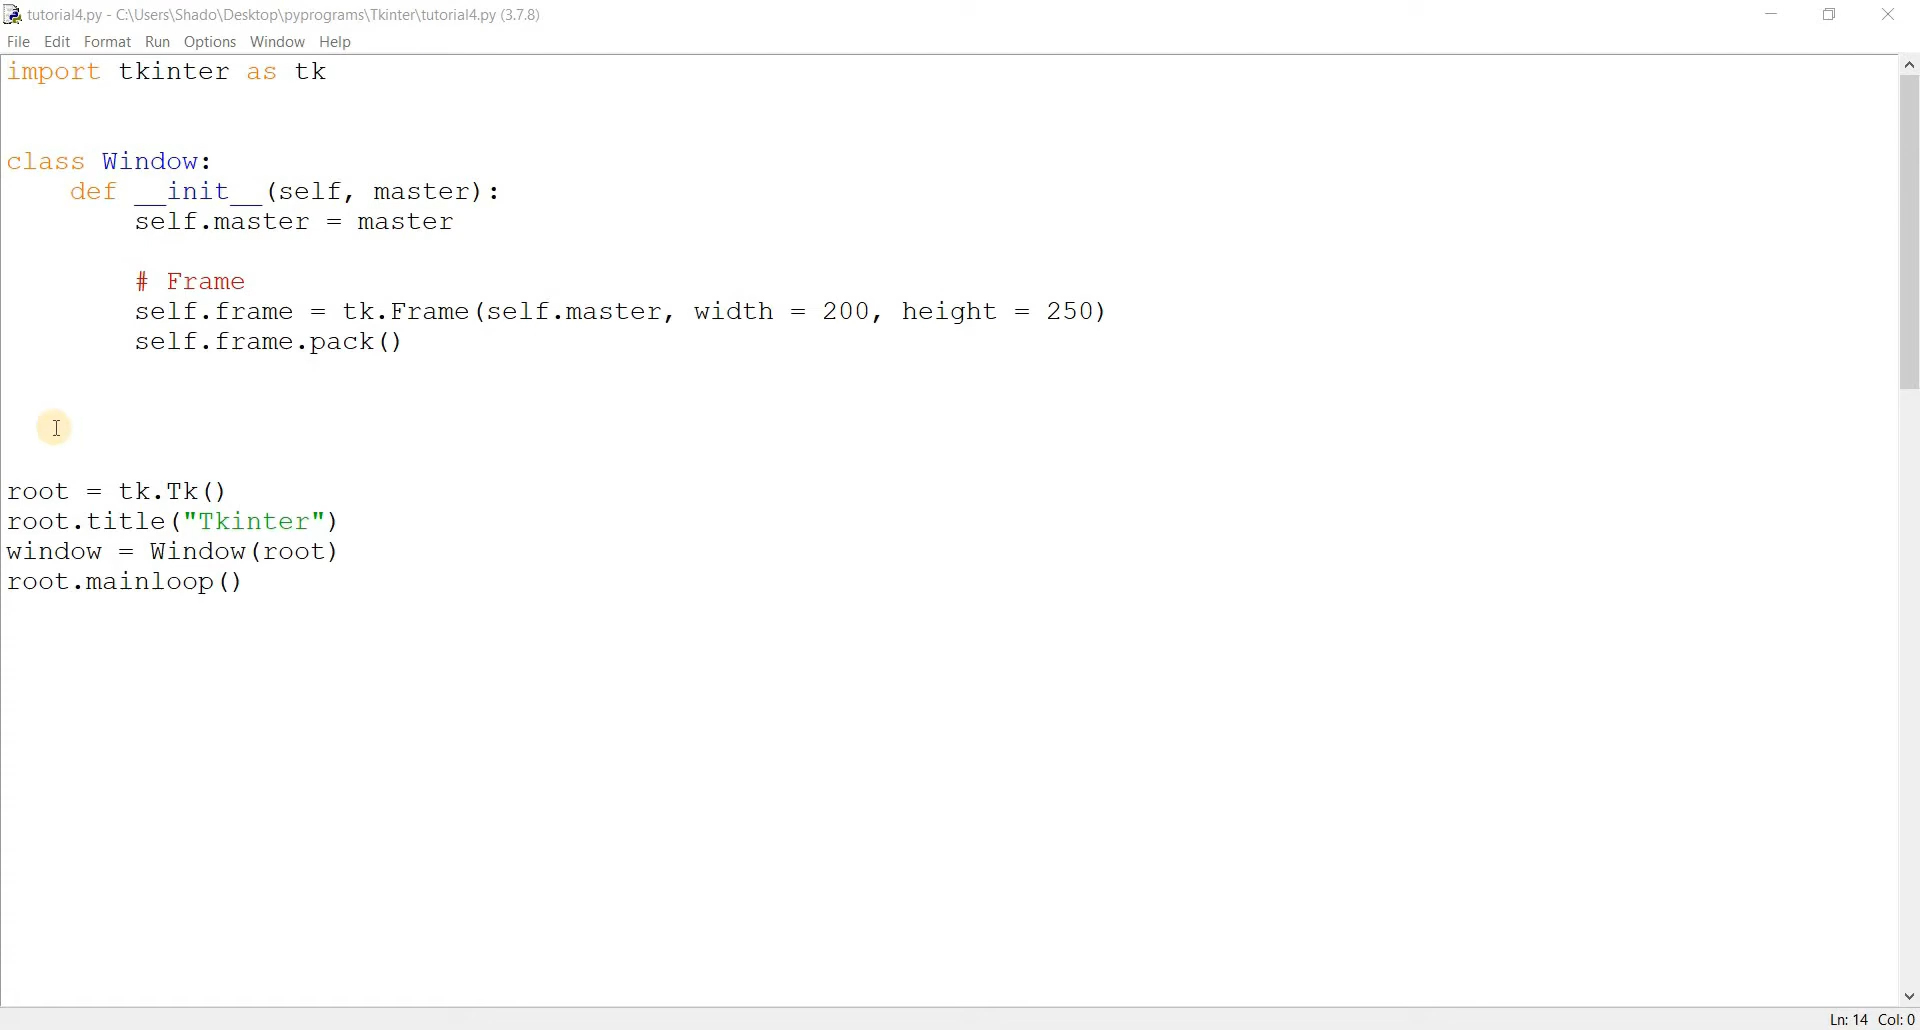 tutorial4.py - C:\Users\Shado\Desktop\pyprograms\Tkinter\tutorial4.py (3.7.8)
File Edit Format Run Options Window Help
import tkinter as tk
class Window:
    def __init__(self, master):
        self.master = master
        # Frame
        self.frame = tk.Frame(self.master, width = 200, height = 250)
        self.frame.pack()
root = tk.Tk()
root.title("Tkinter")
window = Window(root)
root.mainloop()
Ln: 14 Col: 0